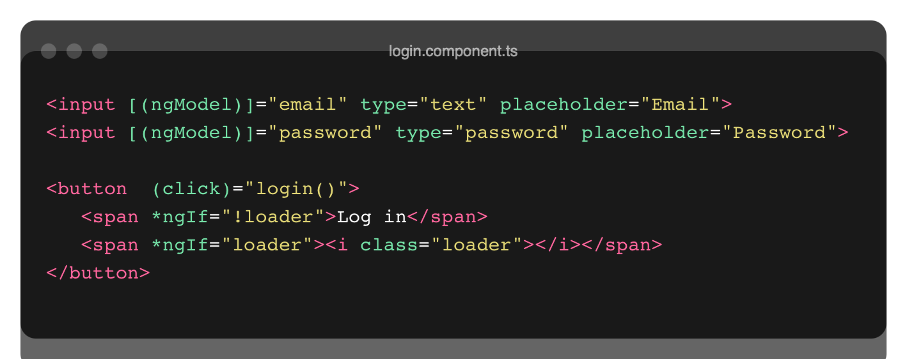 login.component.ts
<input [(ngModel)]="email" type="text" placeholder="Email">
<input [(ngModel)]="password" type="password" placeholder="Password">
<button  (click)="login()">
   <span *ngIf="!loader">Log in</span>
   <span *ngIf="loader"><i class="loader"></i></span>
</button>